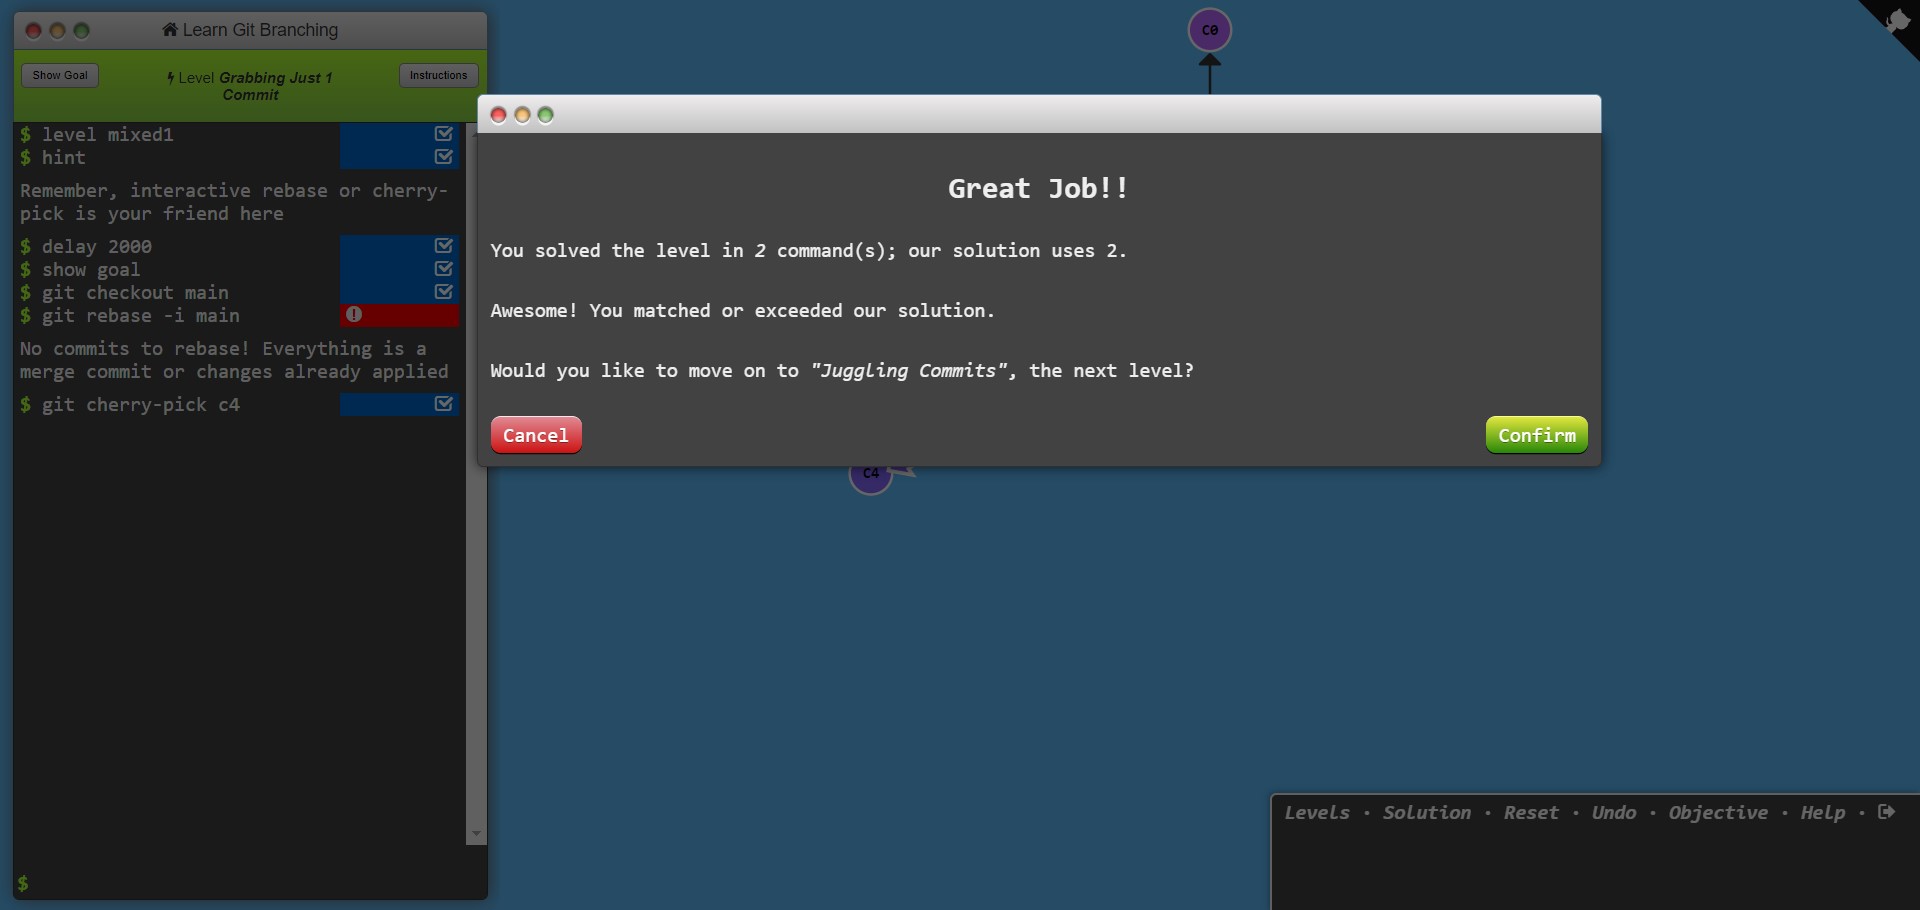 Learn Git Branching
Show Goal
Level Grabbing Just 1
Commit
Instructions
$ level mixed1
$ hint
Remember, interactive rebase or cherry-
pick is your friend here
$ delay 2000
$ show goal
$ git checkout main
$ git rebase -i main
No commits to rebase! Everything is a
merge commit or changes already applied
$ git cherry-pick c4
$
C0
Great Job!!
You solved the level in 2 command(s); our solution uses 2.
Awesome! You matched or exceeded our solution.
Would you like to move on to "Juggling Commits", the next level?
Cancel
Confirm
C4
Levels · Solution · Reset · Undo · Objective · Help ·